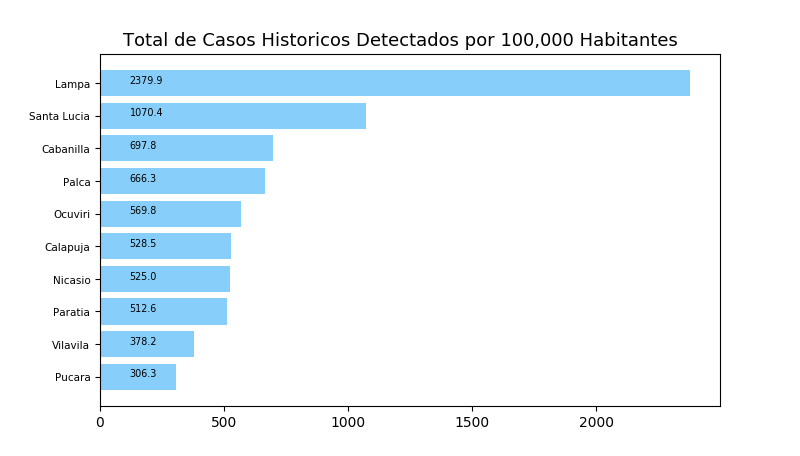 Total de Casos Historicos Detectados por 100,000 Habitantes
Lampa 2379.9
Santa Lucia 1070.4
Cabanilla 697.8
Palca 666.3
Ocuviri 569.8
Calapuja 528.5
Nicasio 525.0
Paratia 512.6
Vilavila 378.2
Pucara 306.3
0 500 1000 1500 2000